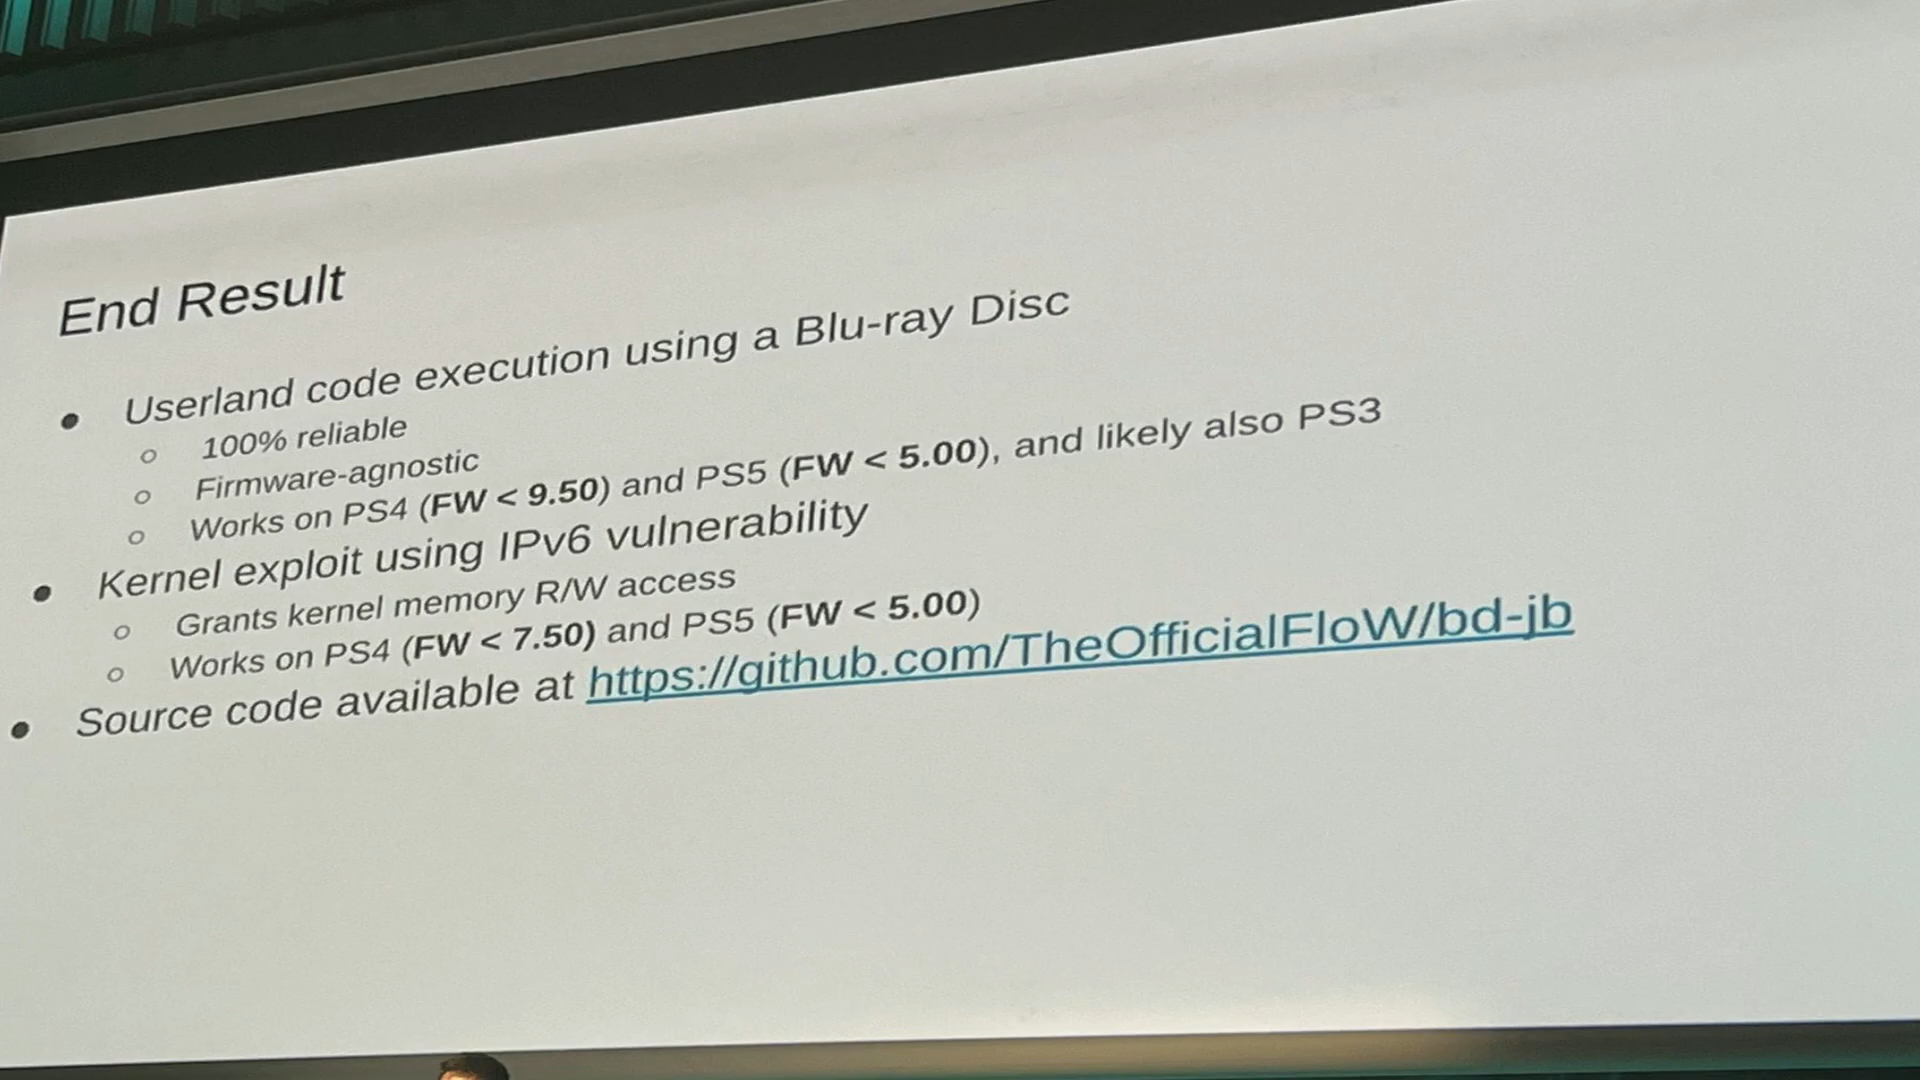 End Result
● Userland code execution using a Blu-ray Disc
○ 100% reliable
○ Firmware-agnostic
○ Works on PS4 (FW < 9.50) and PS5 (FW < 5.00), and likely also PS3
● Kernel exploit using IPv6 vulnerability
○ Grants kernel memory R/W access
○ Works on PS4 (FW < 7.50) and PS5 (FW < 5.00)
● Source code available at https://github.com/TheOfficialFloW/bd-jb